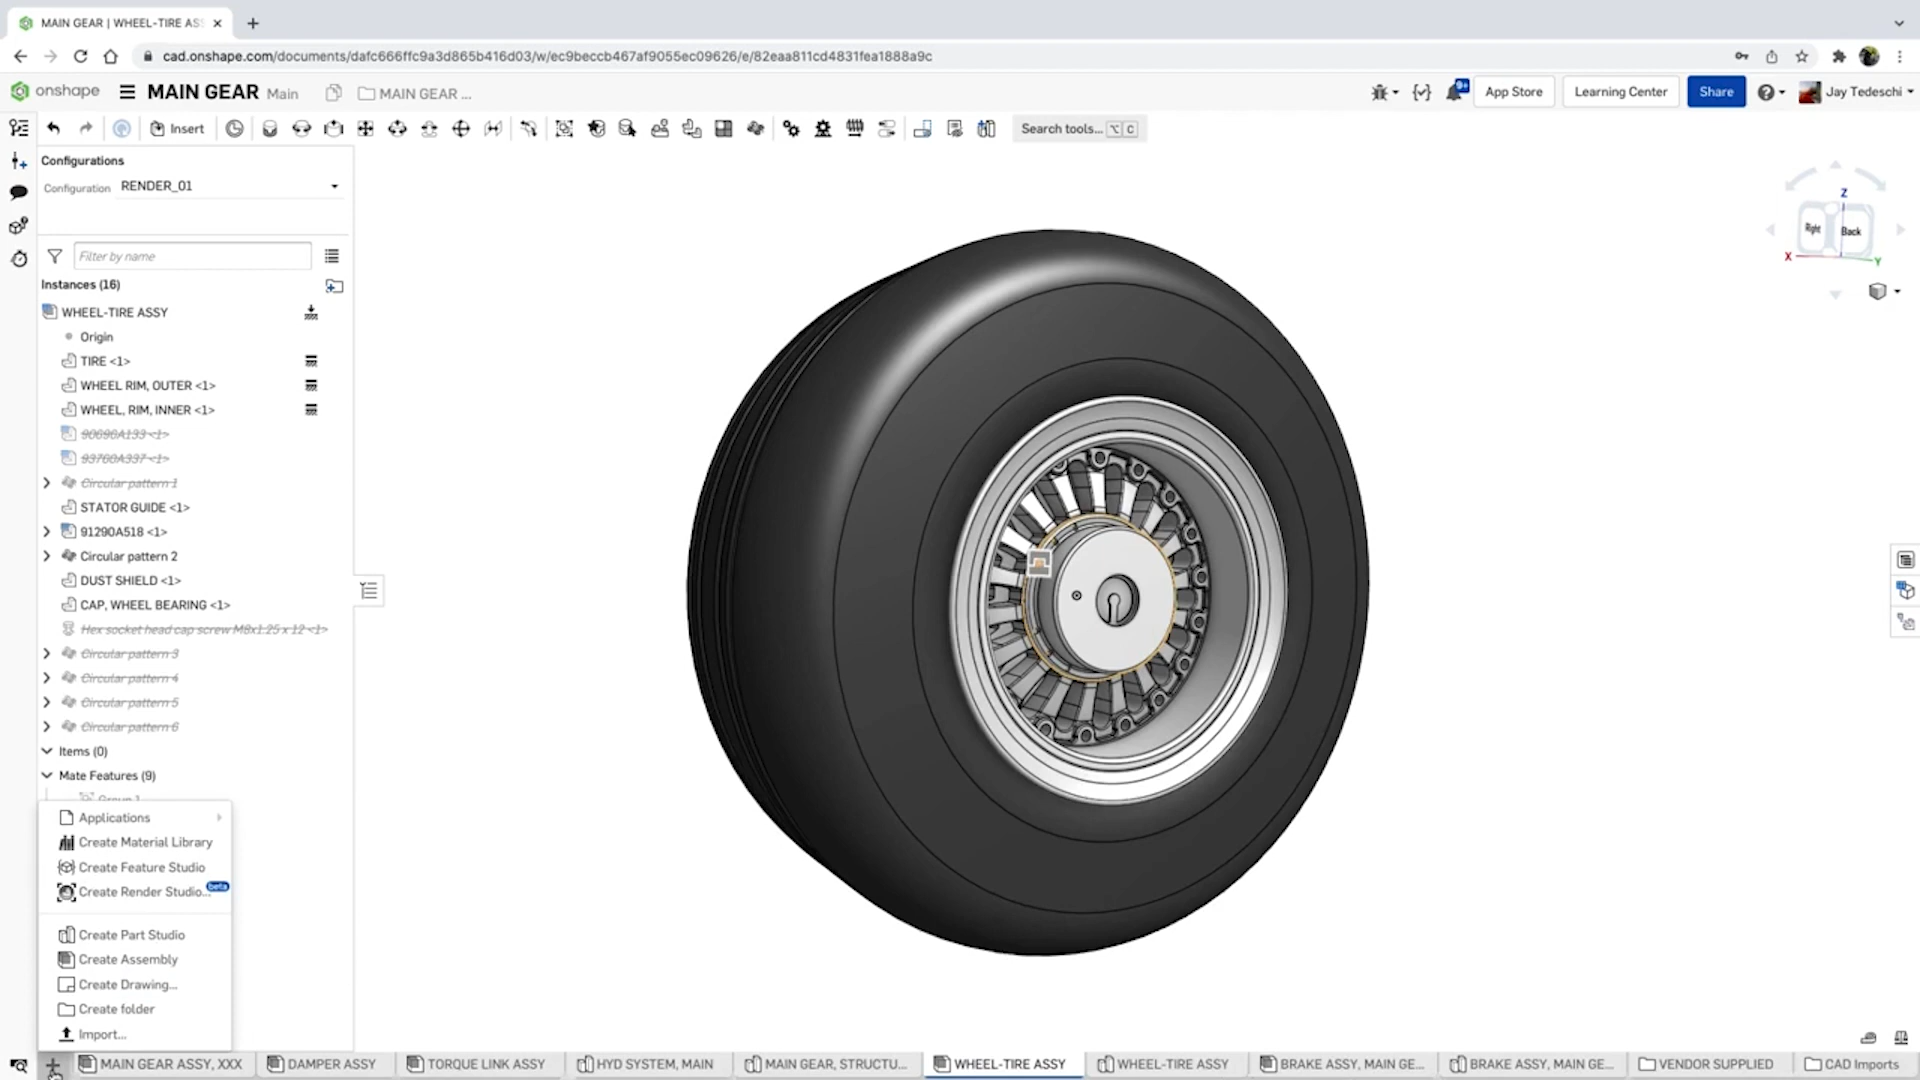 MAIN GEAR | WHEEL-TIRE AS
cad.onshape.com/documents/dafc666ffc9a3d865b416d03/w/ec9beccb467af9055ec09626/e/82eaa811cd4831fea1888a9c
onshape MAIN GEAR Main MAIN GEAR ... 9+ App Store Learning Center Share Jay Tedeschi
Insert Search tools... ⌥ C
Configurations
Configuration RENDER_01
Filter by name
Instances (16)
WHEEL-TIRE ASSY
Origin
TIRE <1>
WHEEL RIM, OUTER <1>
WHEEL, RIM, INNER <1>
90696A133 <1>
93760A337 <1>
Circular pattern 1
STATOR GUIDE <1>
91290A518 <1>
Circular pattern 2
DUST SHIELD <1>
CAP, WHEEL BEARING <1>
Hex socket head cap screw M8x1.25 x 12 <1>
Circular pattern 3
Circular pattern 4
Circular pattern 5
Circular pattern 6
Items (0)
Mate Features (9)
Group 1
Applications
Create Material Library
Create Feature Studio
Create Render Studio... beta
Create Part Studio
Create Assembly
Create Drawing...
Create folder
Import...
Z
Right Back
X Y
MAIN GEAR ASSY, XXX DAMPER ASSY TORQUE LINK ASSY HYD SYSTEM, MAIN MAIN GEAR, STRUCTU... WHEEL-TIRE ASSY WHEEL-TIRE ASSY BRAKE ASSY, MAIN GE... BRAKE ASSY, MAIN GE... VENDOR SUPPLIED CAD Imports